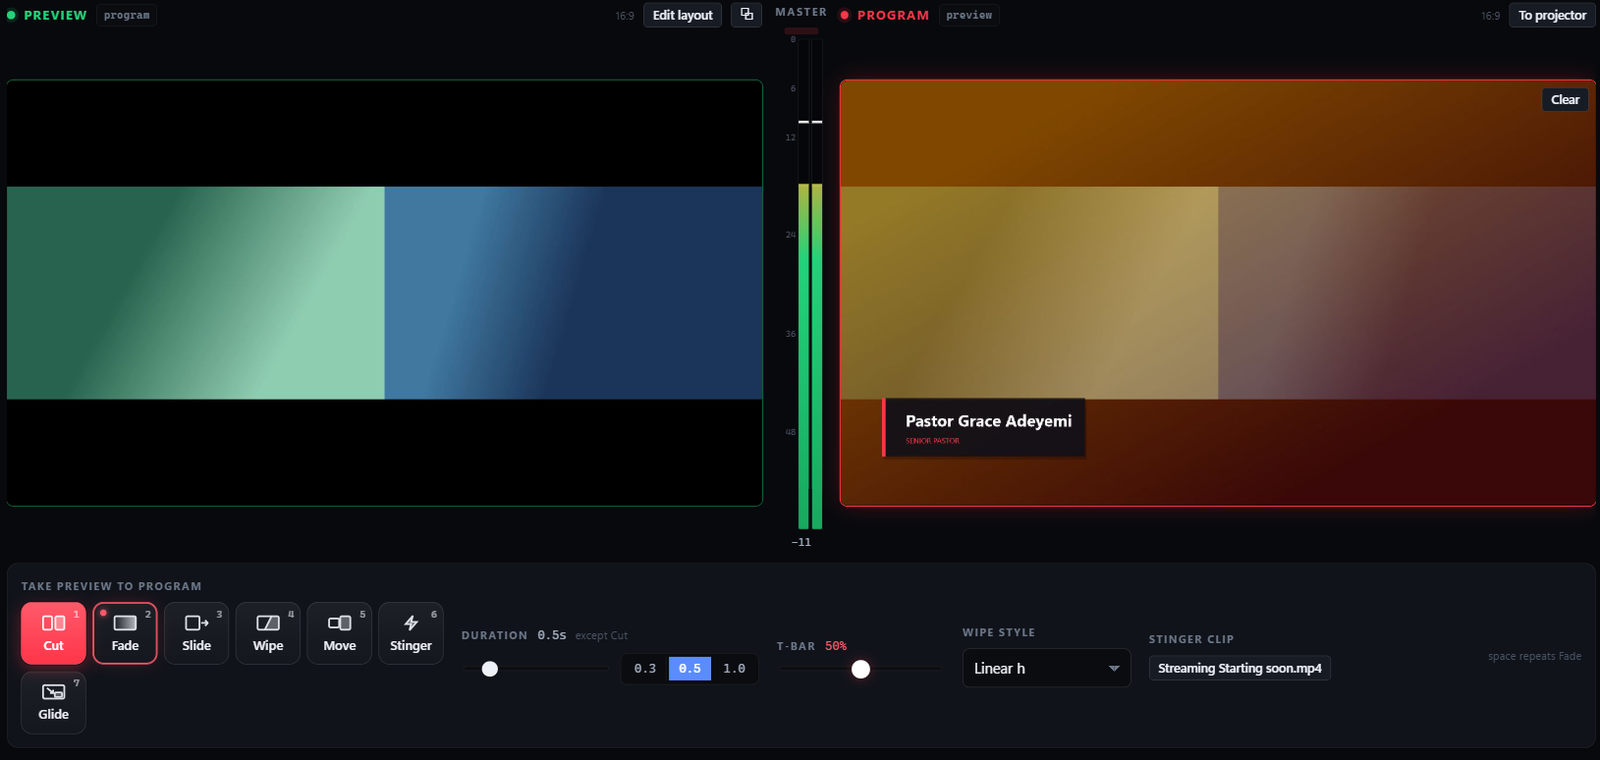 PREVIEW program 16:9 Edit layout
MASTER
PROGRAM preview 16:9 To projector
0
6
12
24
36
48
-11
Clear
Pastor Grace Adeyemi
SENIOR PASTOR
TAKE PREVIEW TO PROGRAM
1 Cut
2 Fade
3 Slide
4 Wipe
5 Move
6 Stinger
7 Glide
DURATION 0.5s except Cut
0.3 0.5 1.0
T-BAR 50%
WIPE STYLE
Linear h
STINGER CLIP
Streaming Starting soon.mp4
space repeats Fade